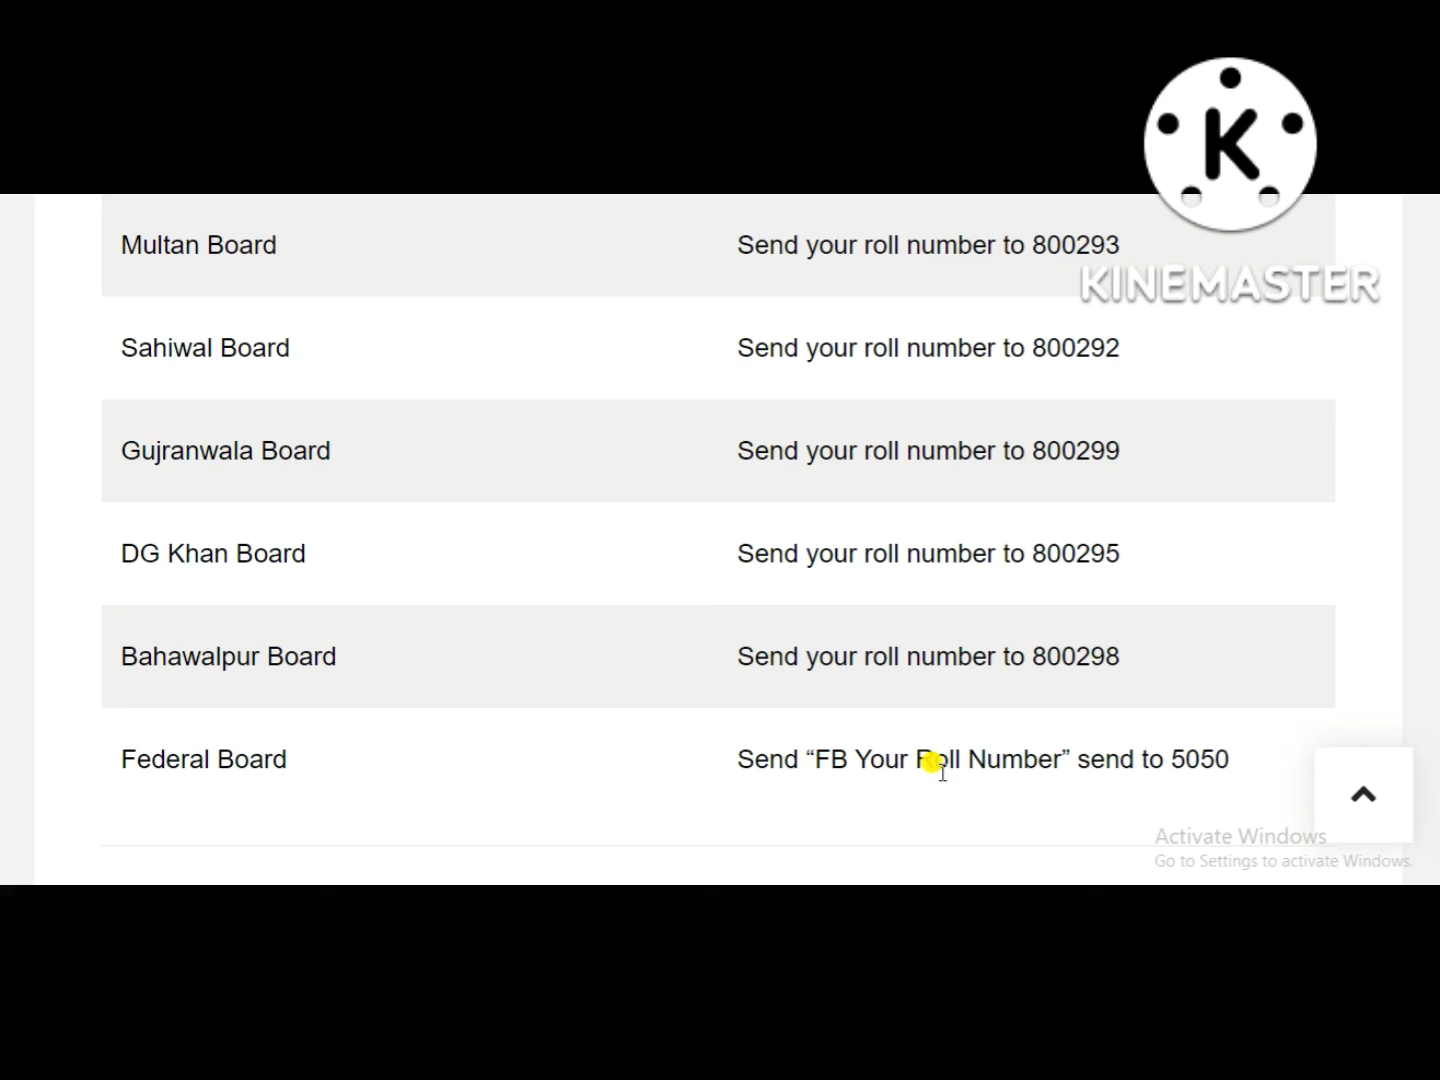 K
KINEMASTER
Multan Board Send your roll number to 800293
Sahiwal Board Send your roll number to 800292
Gujranwala Board Send your roll number to 800299
DG Khan Board Send your roll number to 800295
Bahawalpur Board Send your roll number to 800298
Federal Board Send “FB Your Roll Number” send to 5050
Activate Windows
Go to Settings to activate Windows.